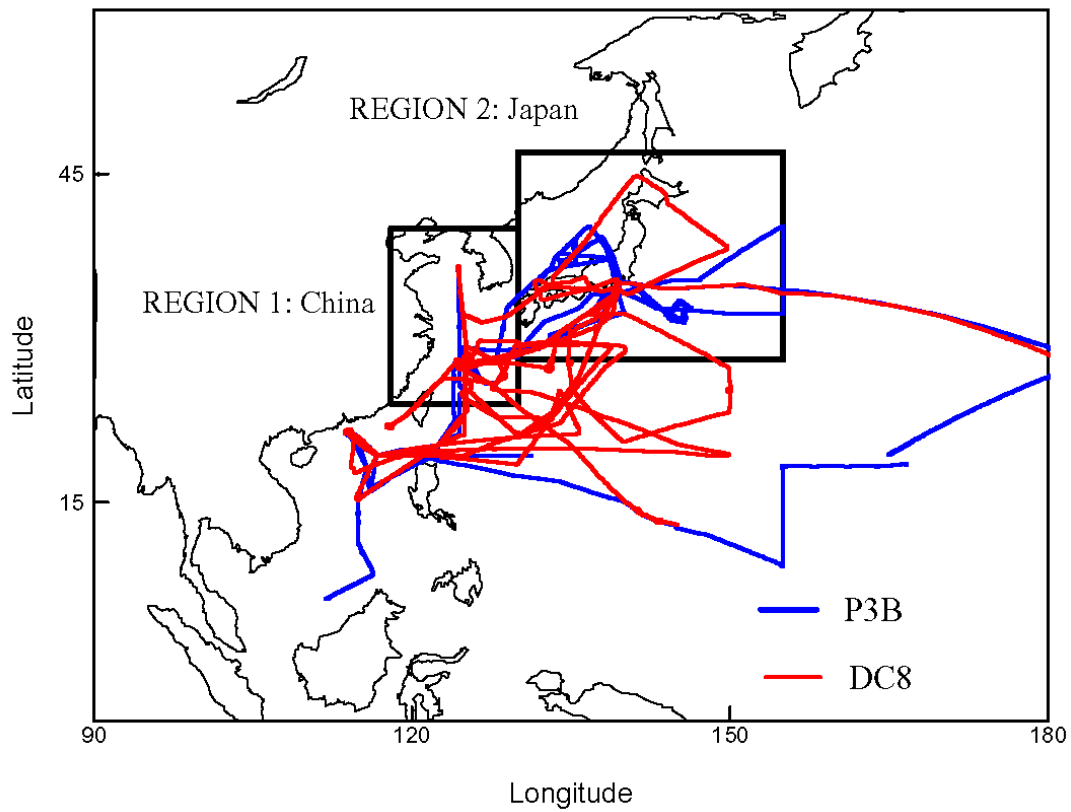 REGION 2: Japan
45
REGION 1: China
Latitude
15
P3B
DC8
90
120
150
180
Longitude